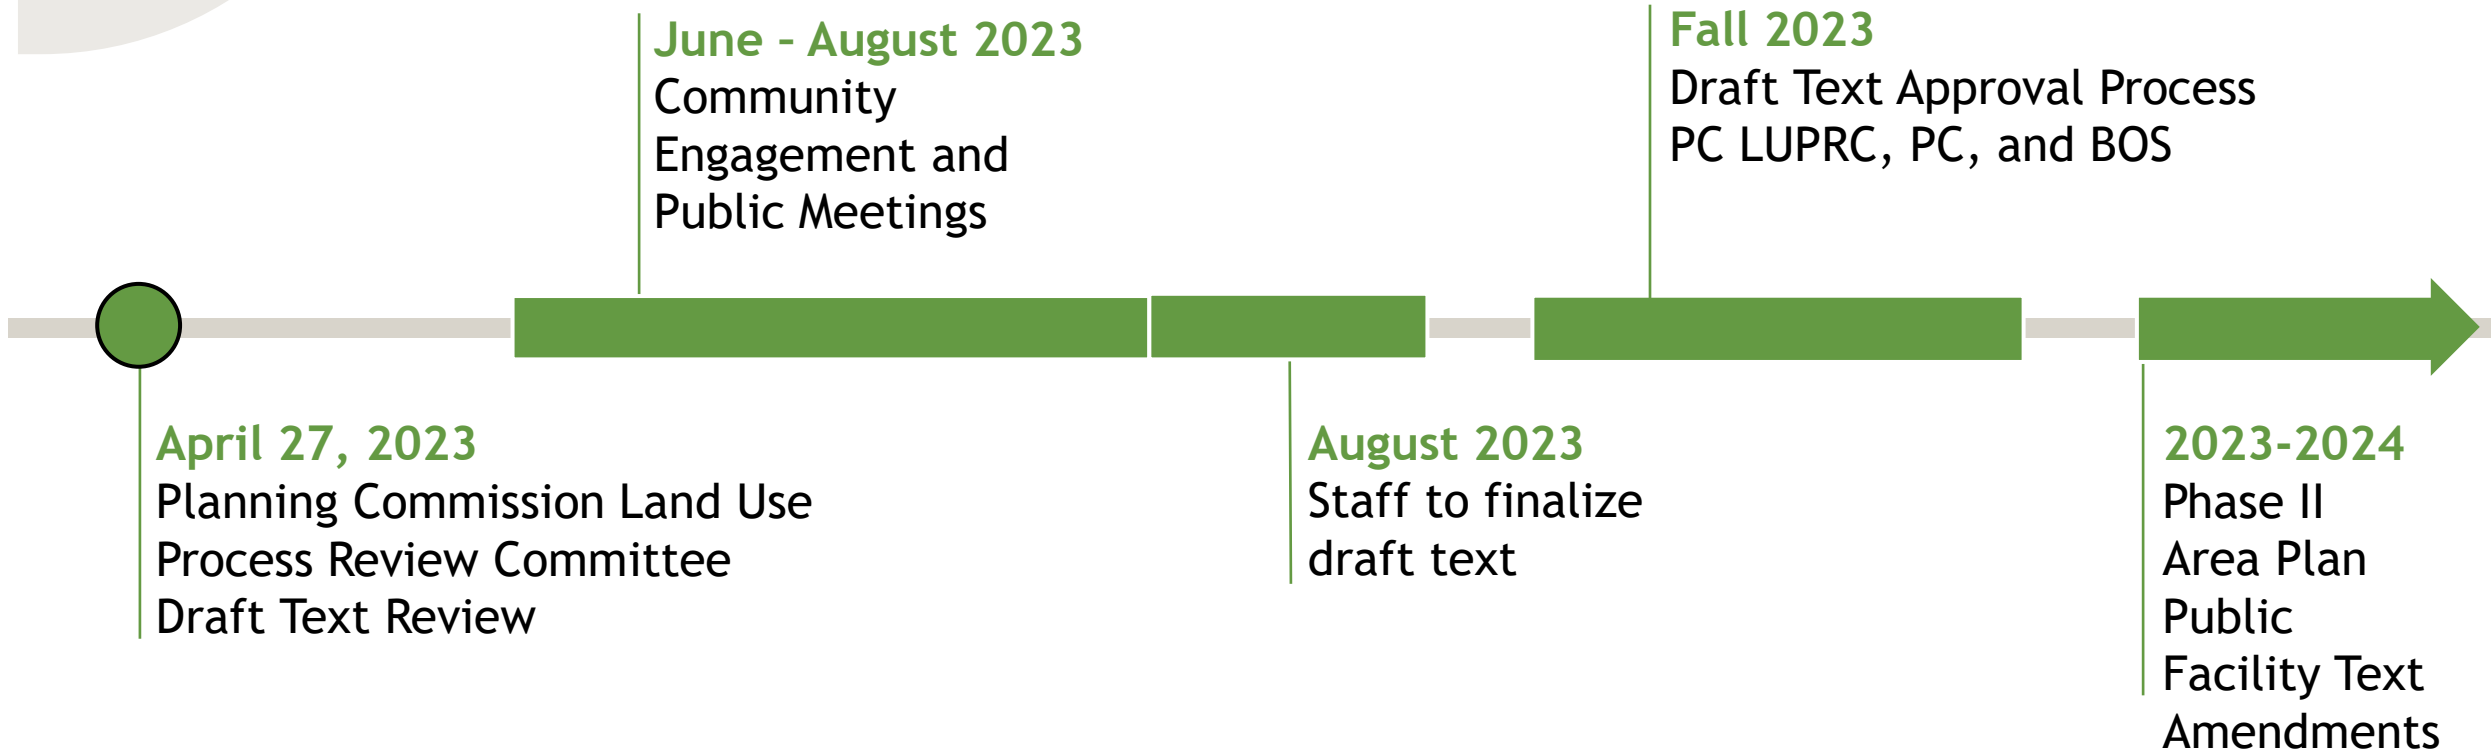 June – August 2023
Community
Engagement and
Public Meetings
Fall 2023
Draft Text Approval Process
PC LUPRC, PC, and BOS
April 27, 2023
Planning Commission Land Use
Process Review Committee
Draft Text Review
August 2023
Staff to finalize
draft text
2023-2024
Phase II
Area Plan
Public
Facility Text
Amendments